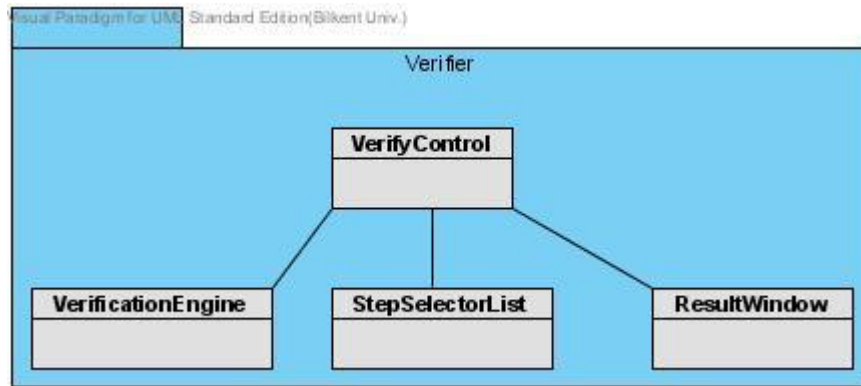 Visual Paradigm for UML Standard Edition(Bilkent Univ.)
Verifier
VerifyControl
VerificationEngine
StepSelectorList
ResultWindow